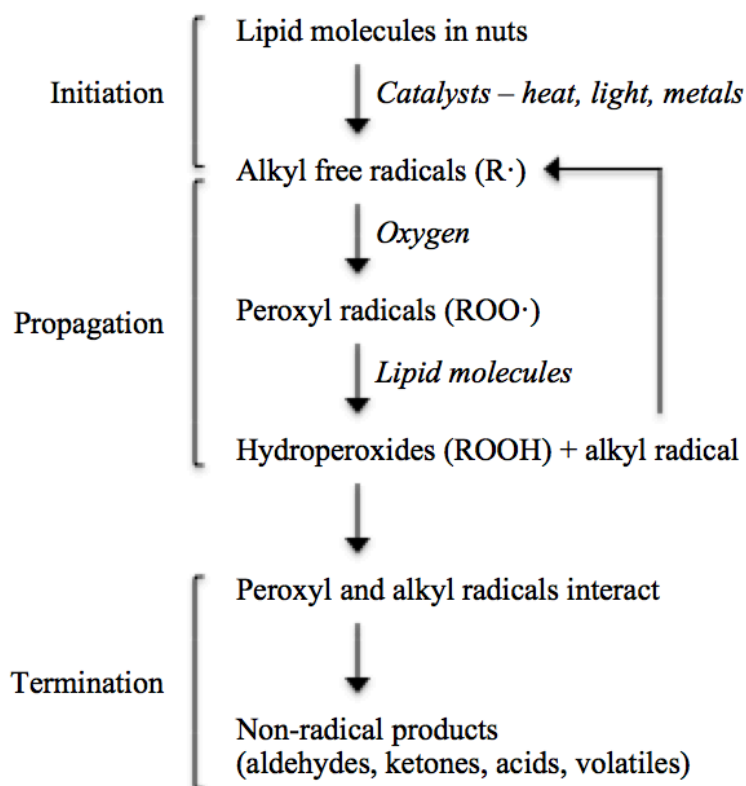 Lipid molecules in nuts
Initiation
Catalysts – heat, light, metals
Alkyl free radicals (R·)
Oxygen
Propagation
Peroxyl radicals (ROO·)
Lipid molecules
Hydroperoxides (ROOH) + alkyl radical
Peroxyl and alkyl radicals interact
Termination
Non-radical products
(aldehydes, ketones, acids, volatiles)